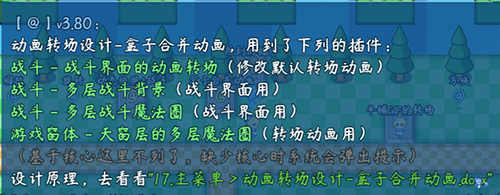 【@】v3.80:
动画转场设计-盒子合并动画，用到了下列的插件：
战斗 - 战斗界面的动画转场（修改默认转场动画）
战斗 - 多层战斗背景（战斗界面用）
战斗 - 多层战斗魔法圈（战斗界面用）
游戏窗体 - 天窗层的多层魔法圈（转场动画用）
（基于核心这里不列了，缺少核心时系统会弹出提示）
设计原理，去看看"17.主菜单 > 动画转场设计-盒子合并动画.docx"